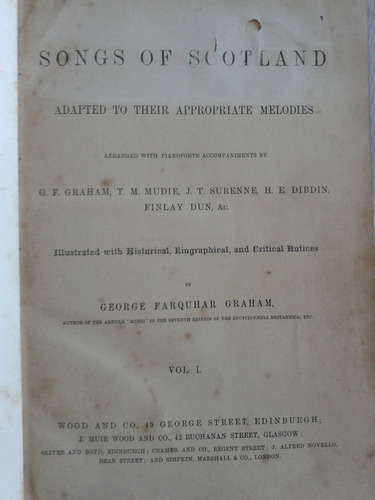 SONGS OF SCOTLAND
ADAPTED TO THEIR APPROPRIATE MELODIES
ARRANGED WITH PIANOFORTE ACCOMPANIMENTS BY
G. F. GRAHAM, T. M. MUDIE, J. T. SURENNE, H. E. DIBDIN,
FINLAY DUN, &c.
Illustrated with Historical, Biographical, and Critical Notices
BY
GEORGE FARQUHAR GRAHAM,
AUTHOR OF THE ARTICLE "MUSIC" IN THE SEVENTH EDITION OF THE ENCYCLOPÆDIA BRITANNICA, ETC.
VOL. I.
WOOD AND CO., 49 GEORGE STREET, EDINBURGH;
J. MUIR WOOD AND CO., 42 BUCHANAN STREET, GLASGOW;
OLIVER AND BOYD, EDINBURGH; CRAMER AND CO., REGENT STREET; J. ALFRED NOVELLO,
DEAN STREET; AND SIMPKIN, MARSHALL & CO., LONDON.